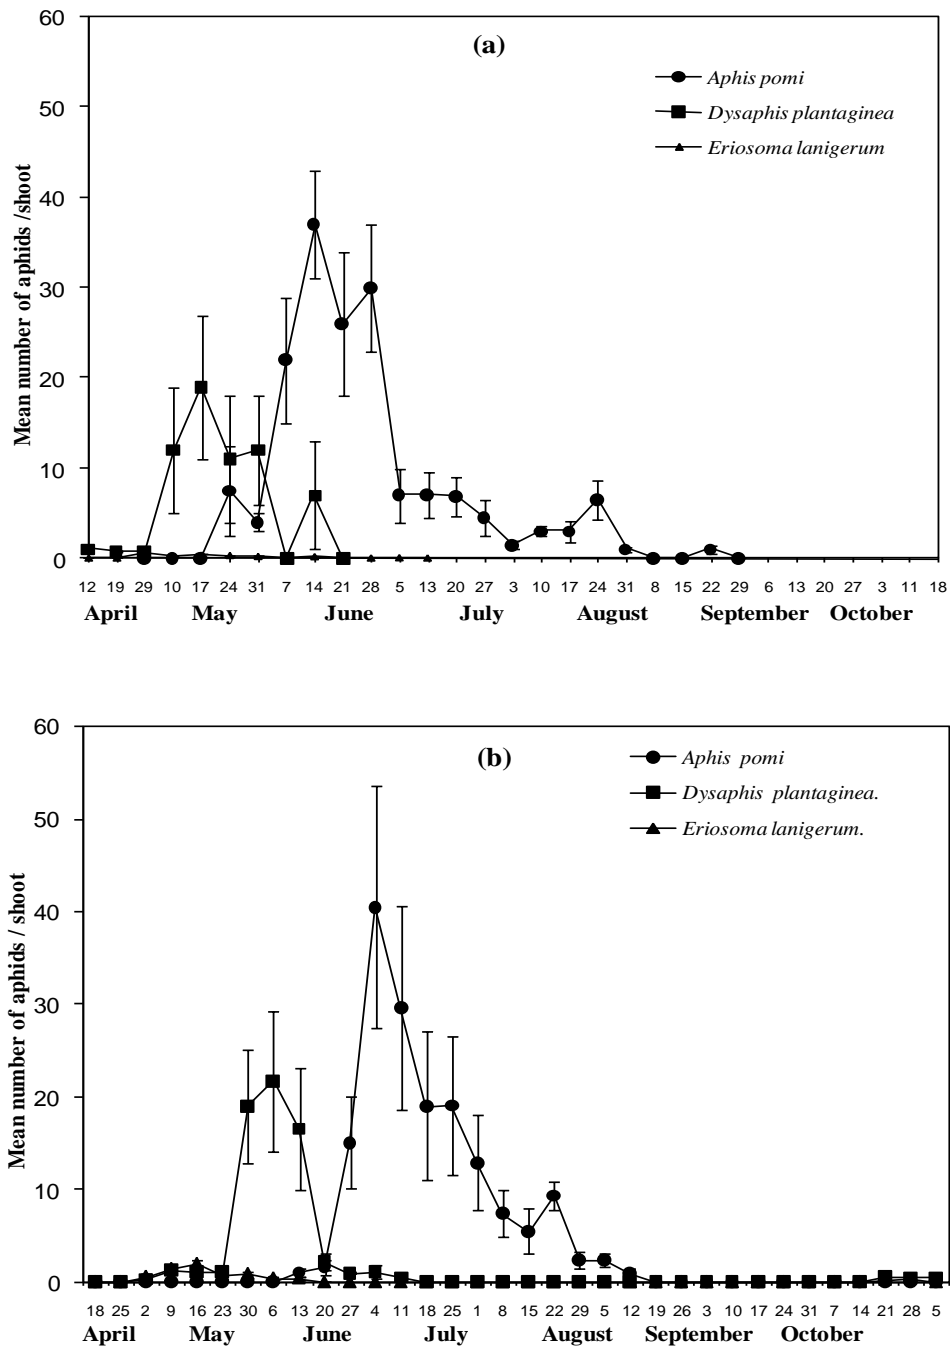 60
(a)
Aphis pomi
50
Dysaphis plantaginea
Eriosoma lanigerum
40
30
20
10
0
Mean number of aphids /shoot
12 19 29 10 17 24 31 7 14 21 28 5 13 20 27 3 10 17 24 31 8 15 22 29 6 13 20 27 3 11 18
April May June July August September October
60
(b)
Aphis pomi
Dysaphis plantaginea.
50
Eriosoma lanigerum.
40
30
20
10
0
Mean number of aphids / shoot
18 25 2 9 16 23 30 6 13 20 27 4 11 18 25 1 8 15 22 29 5 12 19 26 3 10 17 24 31 7 14 21 28 5
April May June July August September October